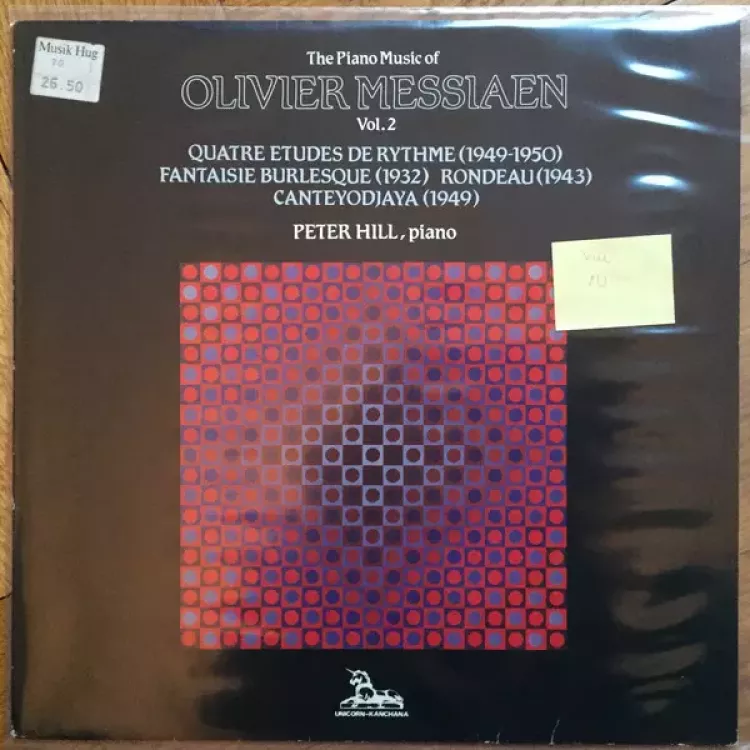 Musik Hug
26.50
The Piano Music of
OLIVIER MESSIAEN
Vol. 2
QUATRE ETUDES DE RYTHME (1949-1950)
FANTAISIE BURLESQUE (1932) RONDEAU (1943)
CANTEYODJAYA (1949)
PETER HILL, piano
UNICORN-KANCHANA